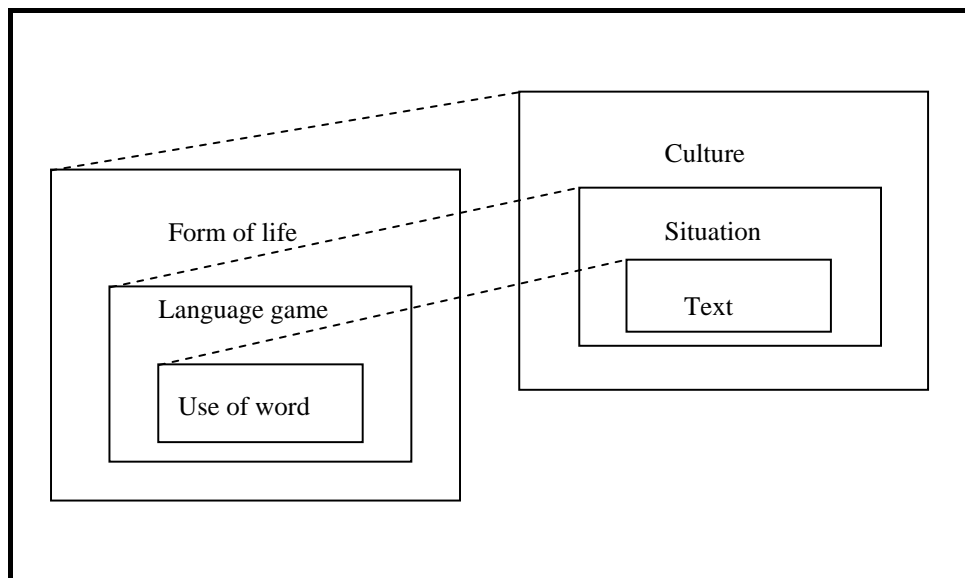 Culture
Form of life
Situation
Language game
Text
Use of word